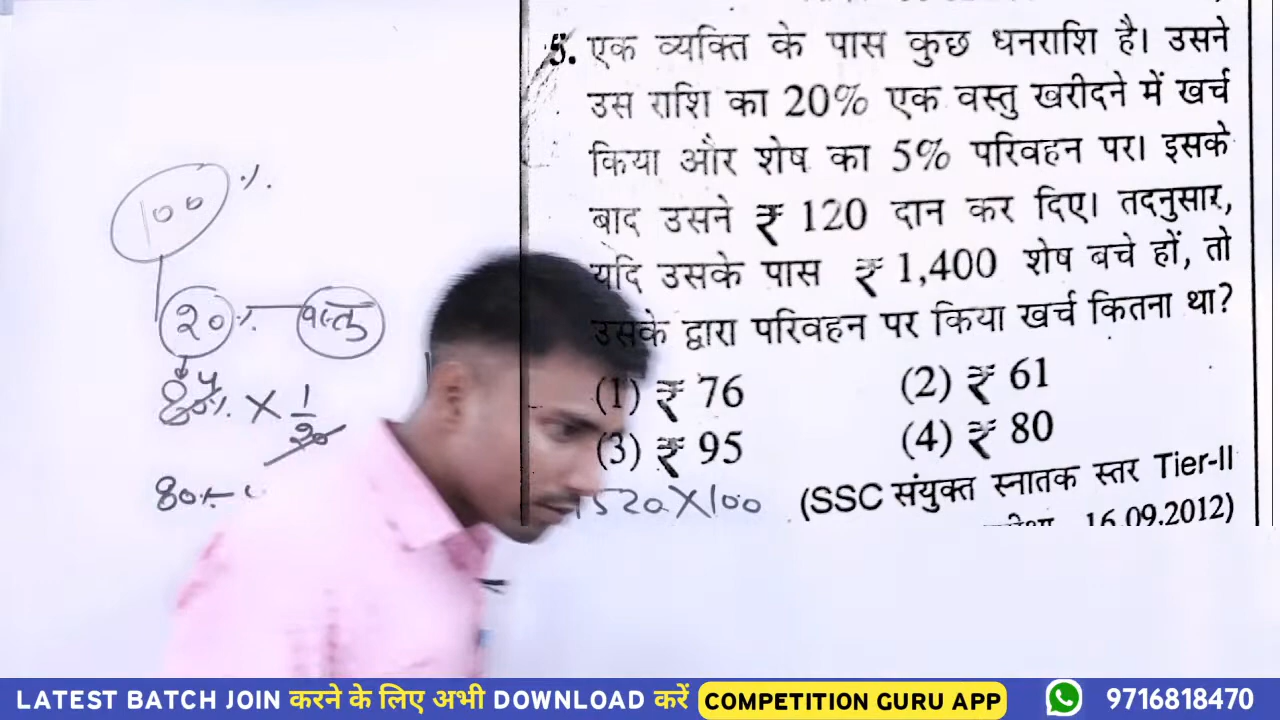 5. एक व्यक्ति के पास कुछ धनराशि है। उसने
उस राशि का 20% एक वस्तु खरीदने में खर्च
किया और शेष का 5% परिवहन पर। इसके
बाद उसने ₹ 120 दान कर दिए। तदनुसार,
यदि उसके पास ₹ 1,400 शेष बचे हों, तो
उसके द्वारा परिवहन पर किया खर्च कितना था?
(1) ₹ 76 (2) ₹ 61
(3) ₹ 95 (4) ₹ 80
(SSC संयुक्त स्नातक स्तर Tier-II
16.09.2012)
100 %
20% वस्तु
80% 4 × 1/20
80%-
1520×100
LATEST BATCH JOIN करने के लिए अभी DOWNLOAD करें COMPETITION GURU APP 9716818470